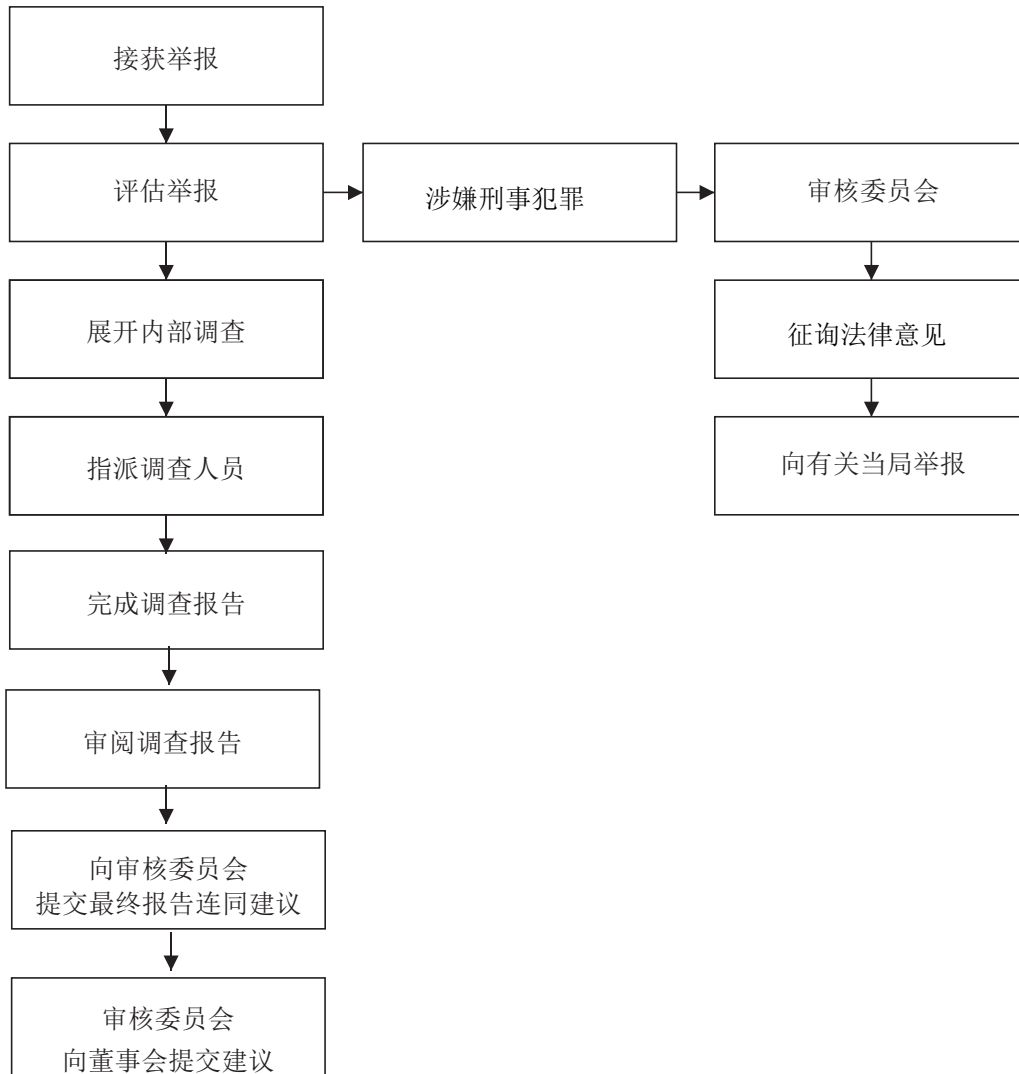 接获举报
评估举报
涉嫌刑事犯罪
审核委员会
展开内部调查
征询法律意见
指派调查人员
向有关当局举报
完成调查报告
审阅调查报告
向审核委员会
提交最终报告连同建议
审核委员会
向董事会提交建议